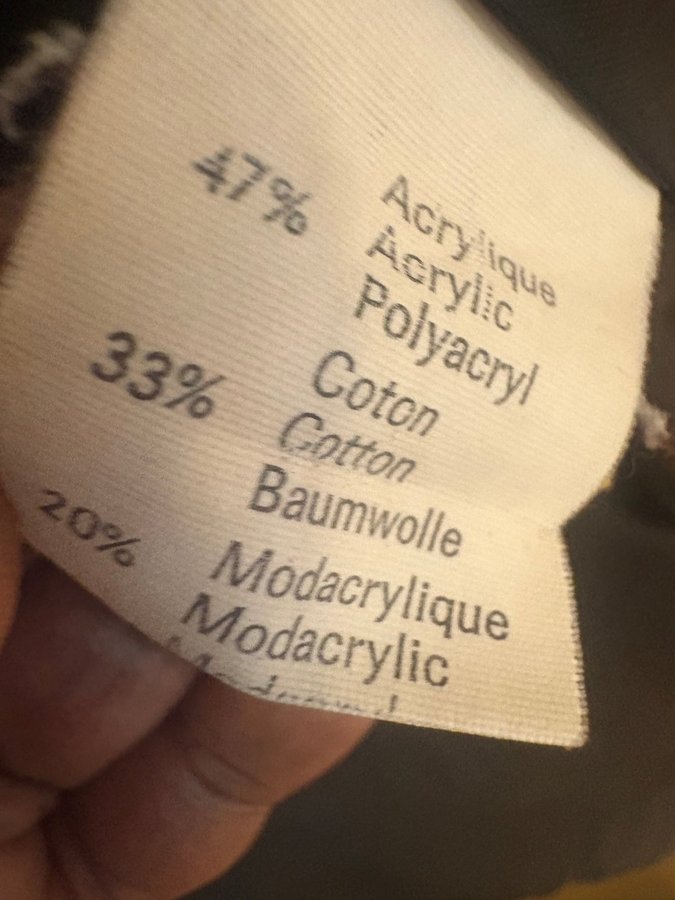 47% Acrylique
Acrylic
Polyacryl
33% Coton
Cotton
Baumwolle
20% Modacrylique
Modacrylic